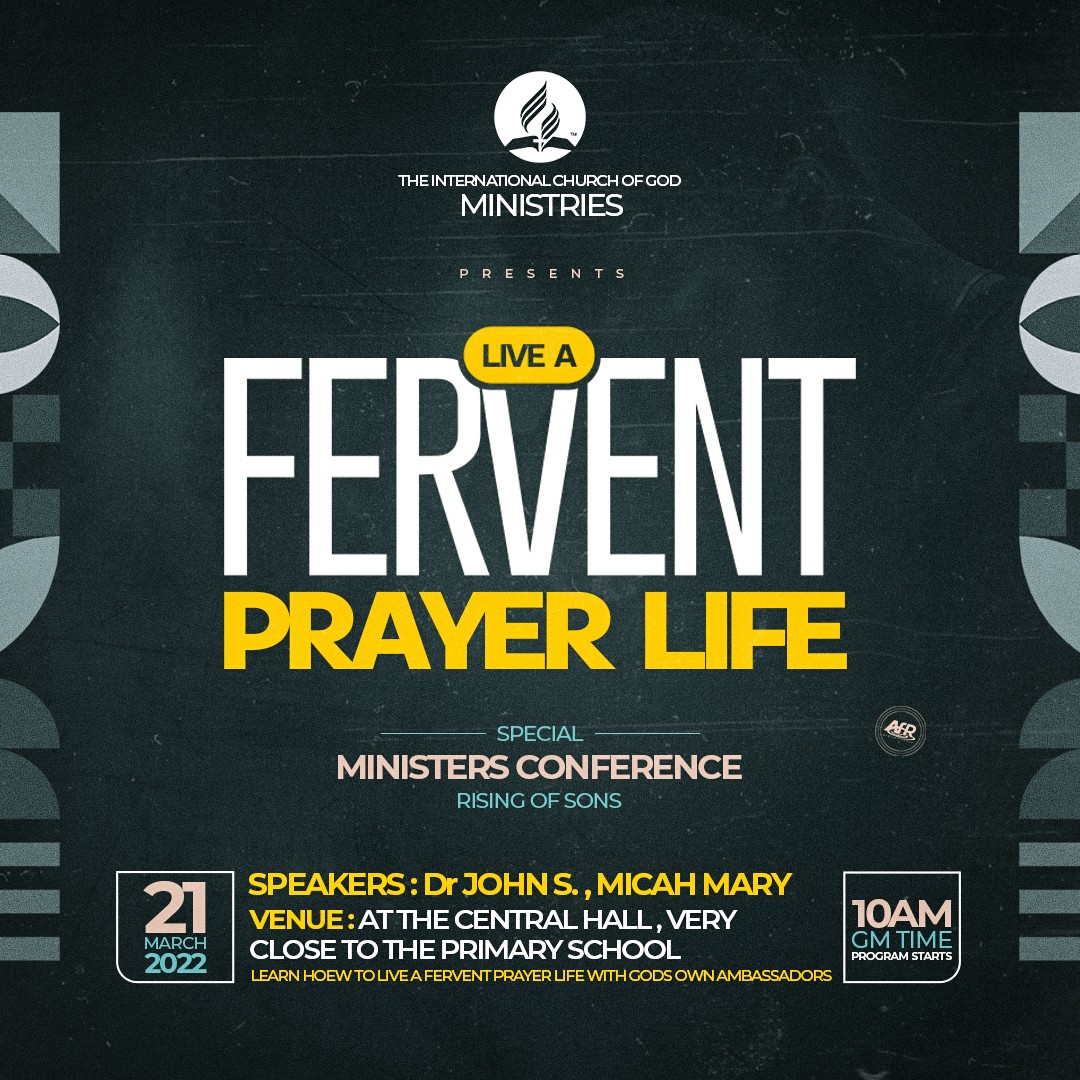 TM
THE INTERNATIONAL CHURCH OF GOD
MINISTRIES
PRESENTS
LIVE A
FERVENT
PRAYER LIFE
SPECIAL
MINISTERS CONFERENCE
RISING OF SONS
AFR
21
MARCH
2022
SPEAKERS : Dr JOHN S. , MICAH MARY
VENUE : AT THE CENTRAL HALL , VERY
CLOSE TO THE PRIMARY SCHOOL
LEARN HOEW TO LIVE A FERVENT PRAYER LIFE WITH GODS OWN AMBASSADORS
10AM
GM TIME
PROGRAM STARTS